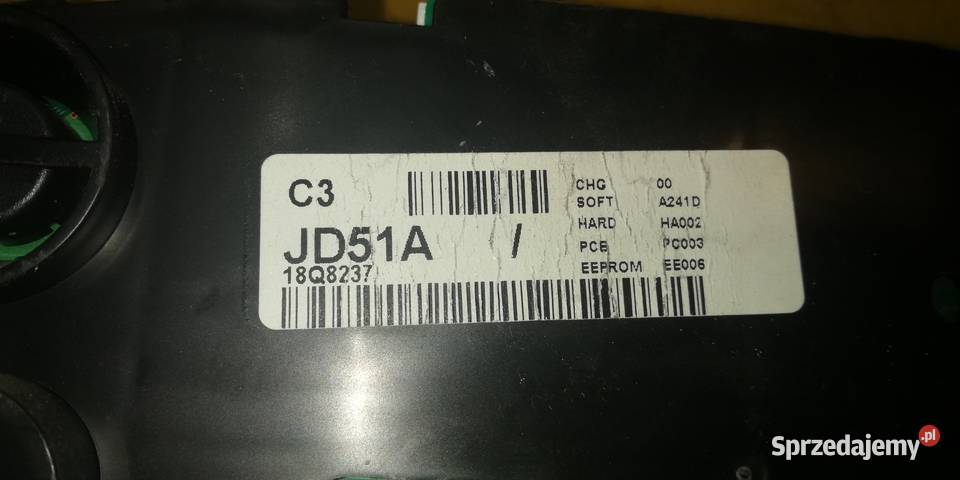 C3
JD51A /
18Q8237
CHG 00
SOFT A241D
HARD HA002
PCB PC003
EEPROM EE006
Sprzedajemy.pl